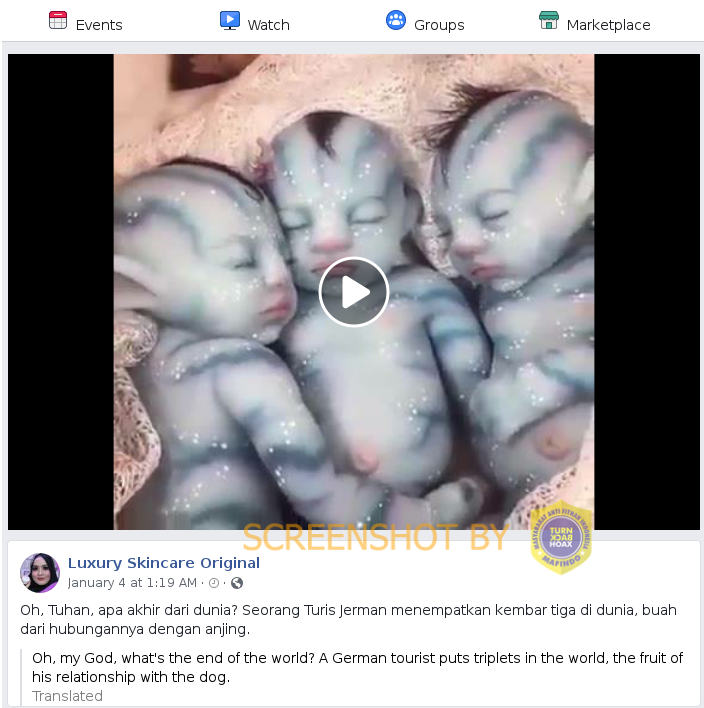 Events
Watch
Groups
Marketplace
SCREENSHOT BY
MASYARAKAT ANTI FITNAH INDONESIA
TURN
BACK
HOAX
MAFINDO
Luxury Skincare Original
January 4 at 1:19 AM · ·
Oh, Tuhan, apa akhir dari dunia? Seorang Turis Jerman menempatkan kembar tiga di dunia, buah
dari hubungannya dengan anjing.
Oh, my God, what's the end of the world? A German tourist puts triplets in the world, the fruit of
his relationship with the dog.
Translated